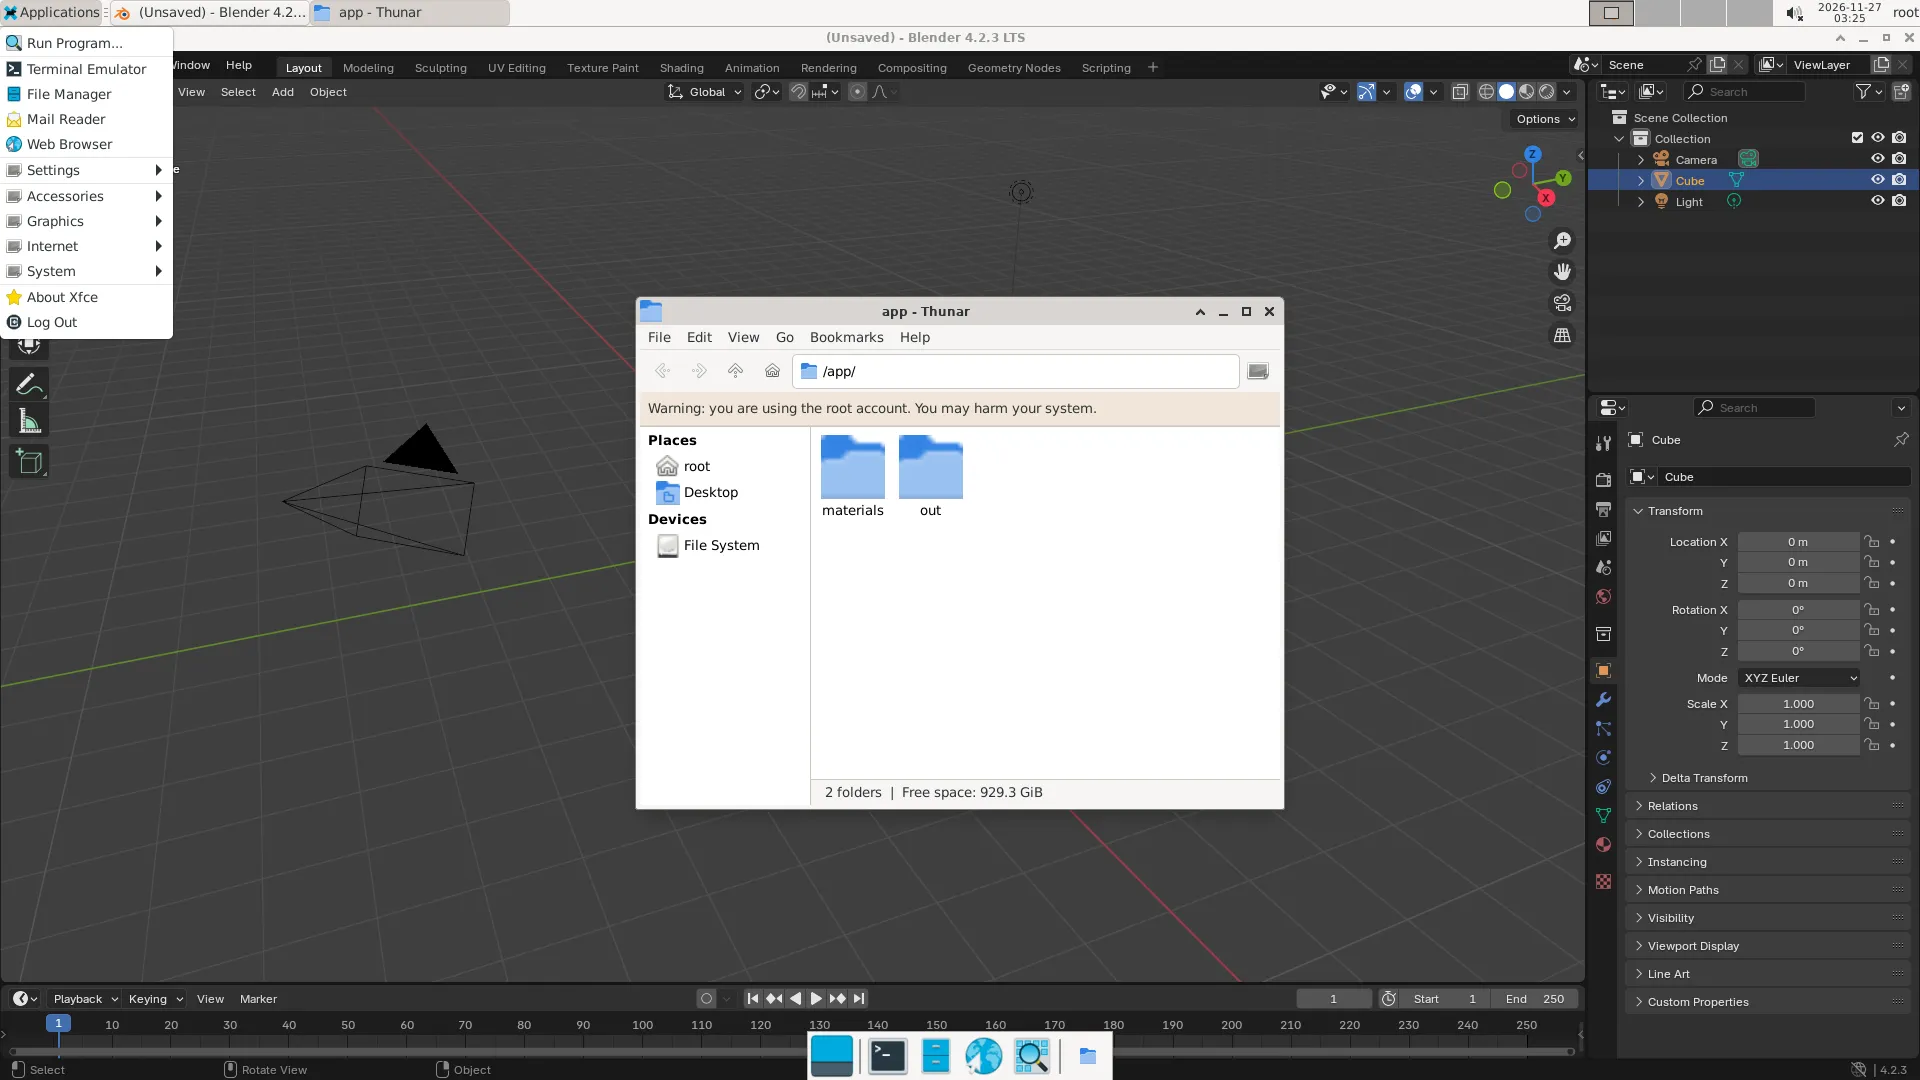 Applications
(Unsaved) - Blender 4.2...
app - Thunar
2026-11-27
03:25
root
(Unsaved) - Blender 4.2.3 LTS
Run Program...
Terminal Emulator
File Manager
Mail Reader
Web Browser
Settings
Accessories
Graphics
Internet
System
About Xfce
Log Out
Window
Help
Layout
Modeling
Sculpting
UV Editing
Texture Paint
Shading
Animation
Rendering
Compositing
Geometry Nodes
Scripting
Scene
ViewLayer
View
Select
Add
Object
Global
Options
Search
Z
Y
X
Scene Collection
Collection
Camera
Cube
Light
app - Thunar
File
Edit
View
Go
Bookmarks
Help
/app/
Warning: you are using the root account. You may harm your system.
Places
root
Desktop
Devices
File System
materials
out
2 folders | Free space: 929.3 GiB
Search
Cube
Cube
Transform
Location X 0 m
Y 0 m
Z 0 m
Rotation X 0°
Y 0°
Z 0°
Mode XYZ Euler
Scale X 1.000
Y 1.000
Z 1.000
Delta Transform
Relations
Collections
Instancing
Motion Paths
Visibility
Viewport Display
Line Art
Custom Properties
Playback
Keying
View
Marker
1
Start 1
End 250
1 10 20 30 40 50 60 70 80 90 100 110 120 130 140 150 160 170 180 190 200 210 220 230 240 250
Select
Rotate View
Object
4.2.3